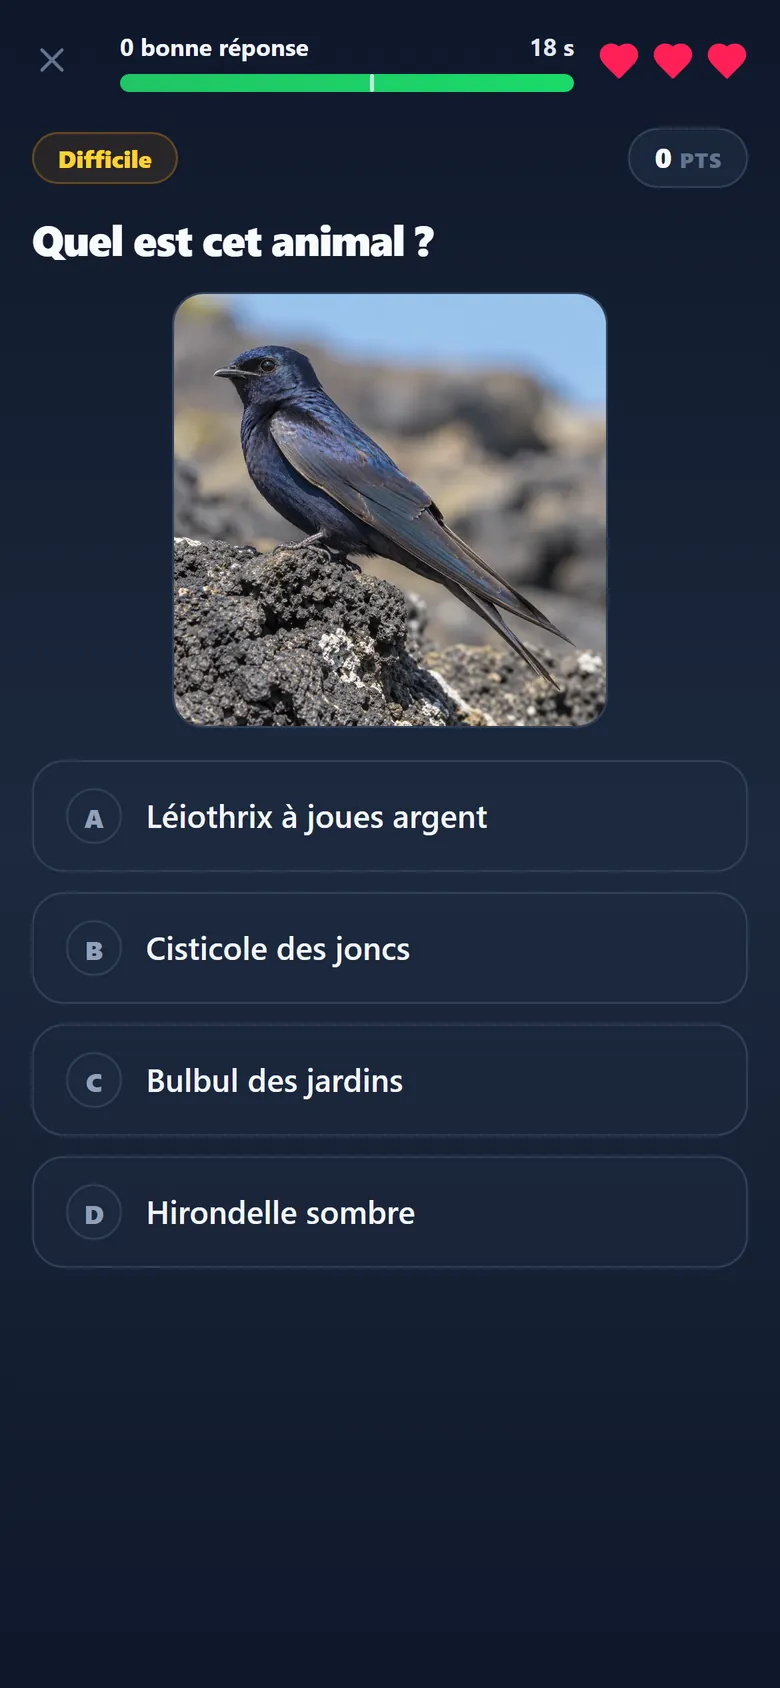 0 bonne réponse 18 s
Difficile 0 PTS
Quel est cet animal ?
A Léiothrix à joues argent
B Cisticole des joncs
C Bulbul des jardins
D Hirondelle sombre